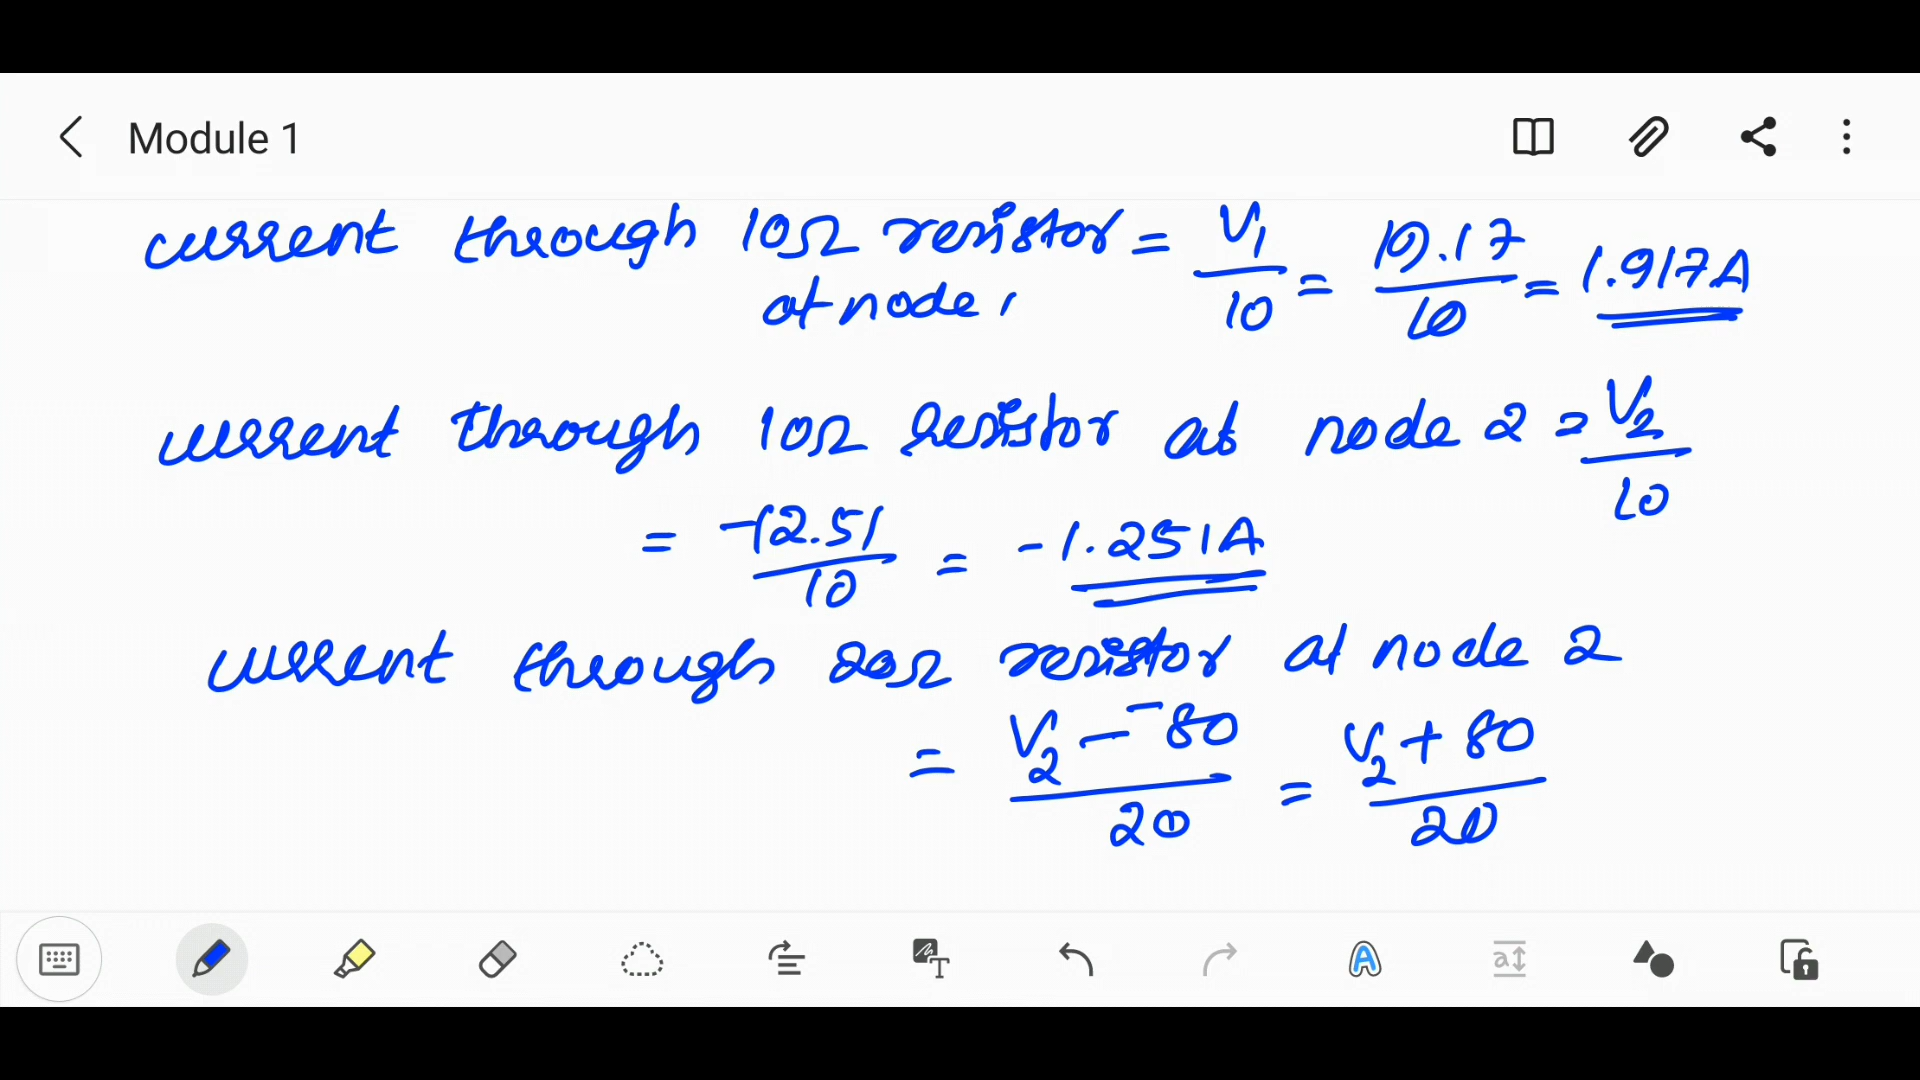 Module 1
current through 10Ω resistor = V₁/10 = 19.17/10 = 1.917A
at node 1
current through 10Ω resistor at node 2 = V₂/10
= -12.51/10 = -1.251A
current through 20Ω resistor at node 2
= V₂ - -80/20 = V₂ + 80/20